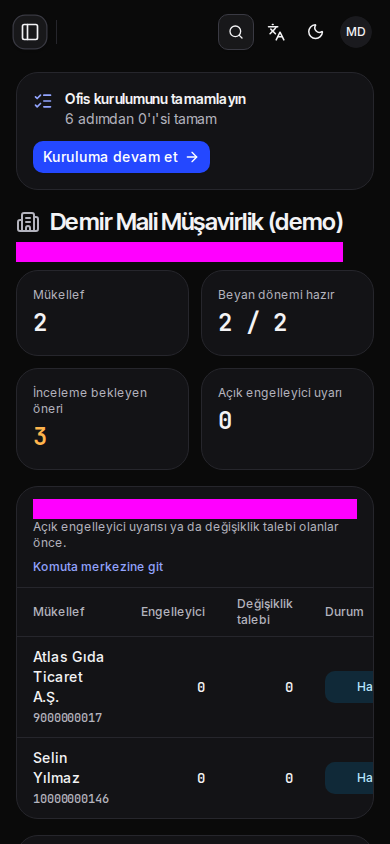 MD
Ofis kurulumunu tamamlayın
6 adımdan 0'ı'si tamam
Kuruluma devam et →
Demir Mali Müşavirlik (demo)
Mükellef
2
Beyan dönemi hazır
2 / 2
İnceleme bekleyen
öneri
3
Açık engelleyici uyarı
0
Açık engelleyici uyarısı ya da değişiklik talebi olanlar
önce.
Komuta merkezine git
Mükellef Engelleyici Değişiklik talebi Durum
Atlas Gıda
Ticaret
A.Ş.
9000000017
0 0 Ha
Selin
Yılmaz
10000000146
0 0 Ha